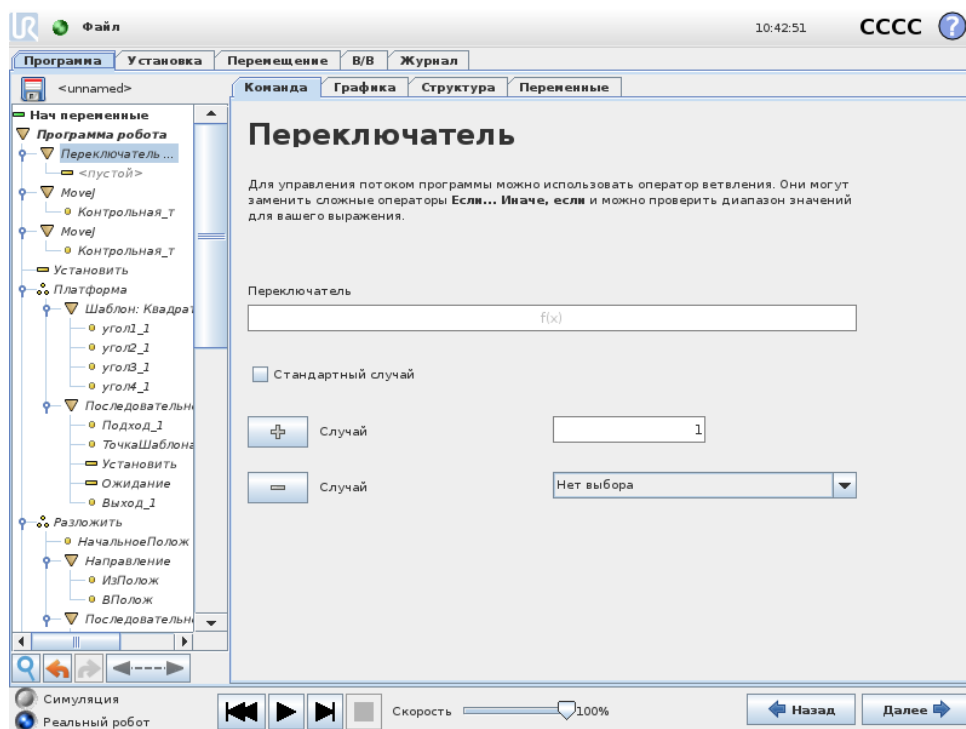 UR Файл 10:42:51 CCCC ?
Программа Установка Перемещение В/В Журнал
<unnamed>
Команда Графика Структура Переменные
Нач переменные
Программа робота
Переключатель ...
<пустой>
MoveJ
Контрольная_т
MoveJ
Контрольная_т
Установить
Платформа
Шаблон: Квадрат
угол1_1
угол2_1
угол3_1
угол4_1
Последовательн
Подход_1
ТочкаШаблона
Установить
Ожидание
Выход_1
Разложить
НачальноеПолож
Направление
ИзПолож
ВПолож
Последовательн
Переключатель
Для управления потоком программы можно использовать оператор ветвления. Они могут
заменить сложные операторы Если... Иначе, если и можно проверить диапазон значений
для вашего выражения.
Переключатель
f(x)
Стандартный случай
Случай 1
Случай Нет выбора
Симуляция
Реальный робот
Скорость 100%
Назад Далее